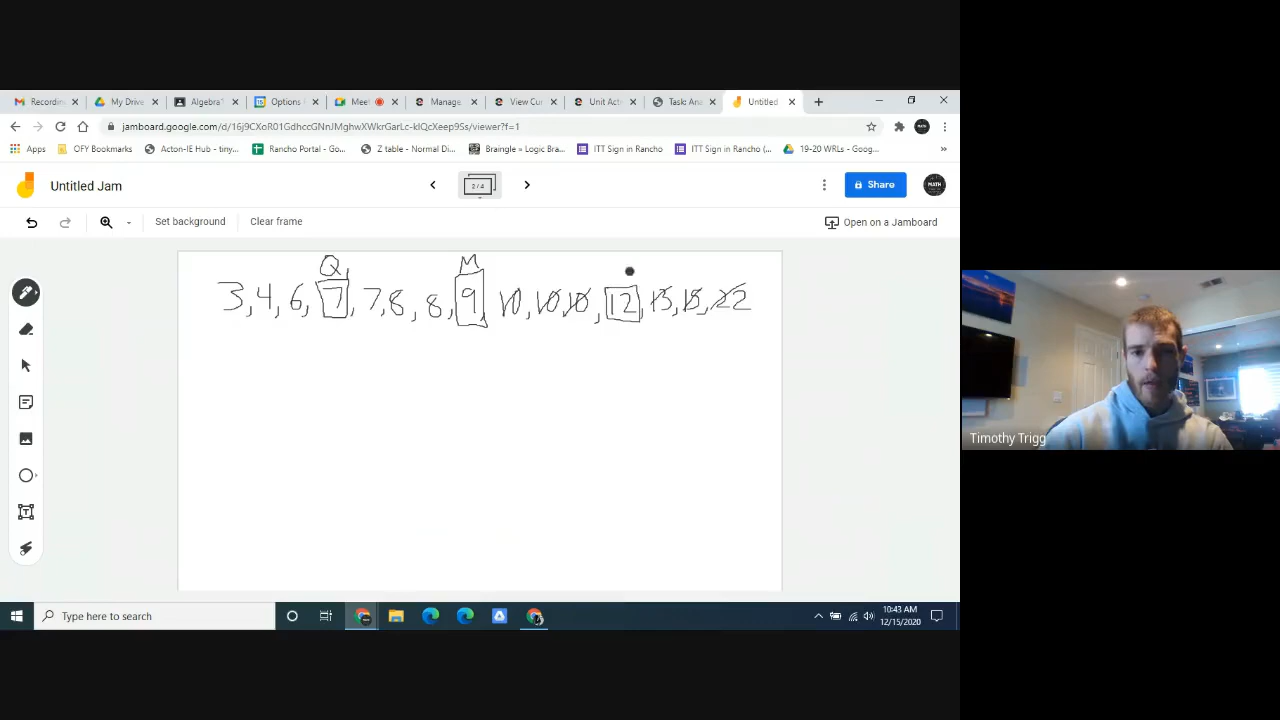 Recordin
My Drive
Algebra
Options
Meet
Manage
View Cur
Unit Acti
Task: Ana
Untitled
jamboard.google.com/d/16j9CXoR01GdhccGNnJMghwXWkrGarLc-kIQcXeep9Ss/viewer?f=1
Apps
OFY Bookmarks
Acton-IE Hub - tiny...
Rancho Portal - Go...
Z table - Normal Di...
Braingle » Logic Bra...
ITT Sign in Rancho
ITT Sign in Rancho (...
19-20 WRLs - Goog...
»
Untitled Jam
2 / 4
Share
Set background
Clear frame
Open on a Jamboard
Q M
3, 4, 6, 7, 7, 8, 8, 9, 10, 10, 10, 12, 15, 15, 22
Timothy Trigg
Type here to search
10:43 AM
12/15/2020